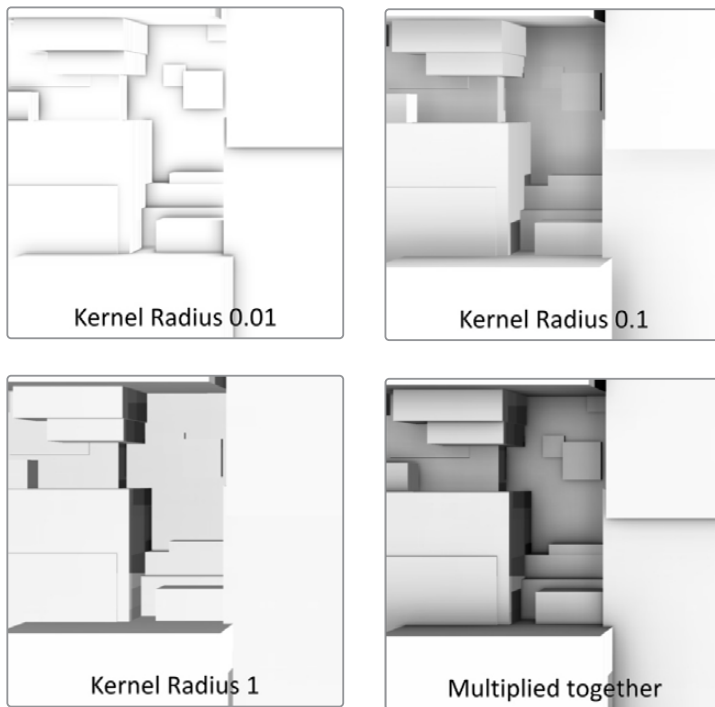 Kernel Radius 0.01
Kernel Radius 0.1
Kernel Radius 1
Multiplied together